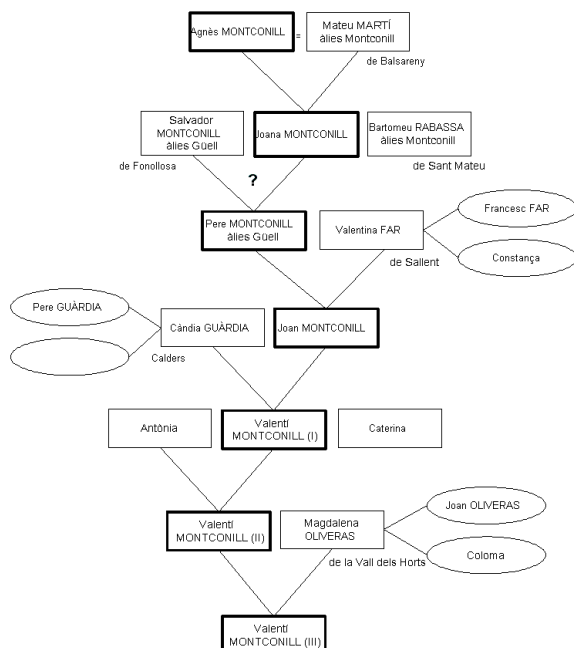 Agnès MONTCONILL
=
Mateu MARTÍ
àlies Montconill
de Balsareny
Salvador
MONTCONILL
àlies Güell
de Fonollosa
Joana MONTCONILL
Bartomeu RABASSA
àlies Montconill
de Sant Mateu
?
Pere MONTCONILL
àlies Güell
Valentina FAR
de Sallent
Francesc FAR
Constança
Pere GUÀRDIA
Càndia GUÀRDIA
Calders
Joan MONTCONILL
Antònia
Valentí
MONTCONILL (I)
Caterina
Valentí
MONTCONILL (II)
Magdalena
OLIVERAS
de la Vall dels Horts
Joan OLIVERAS
Coloma
Valentí
MONTCONILL (III)